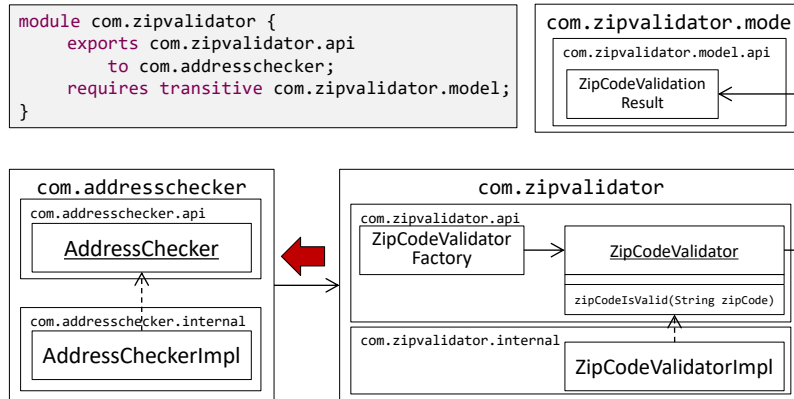 module com.zipvalidator {
exports com.zipvalidator.api
to com.addresschecker;
requires transitive com.zipvalidator.model;
}
com.zipvalidator.mode
com.zipvalidator.model.api
ZipCodeValidation
Result
com.addresschecker
com.addresschecker.api
AddressChecker
com.addresschecker.internal
AddressCheckerImpl
com.zipvalidator
com.zipvalidator.api
ZipCodeValidator
Factory
ZipCodeValidator
zipCodeIsValid(String zipCode)
com.zipvalidator.internal
ZipCodeValidatorImpl